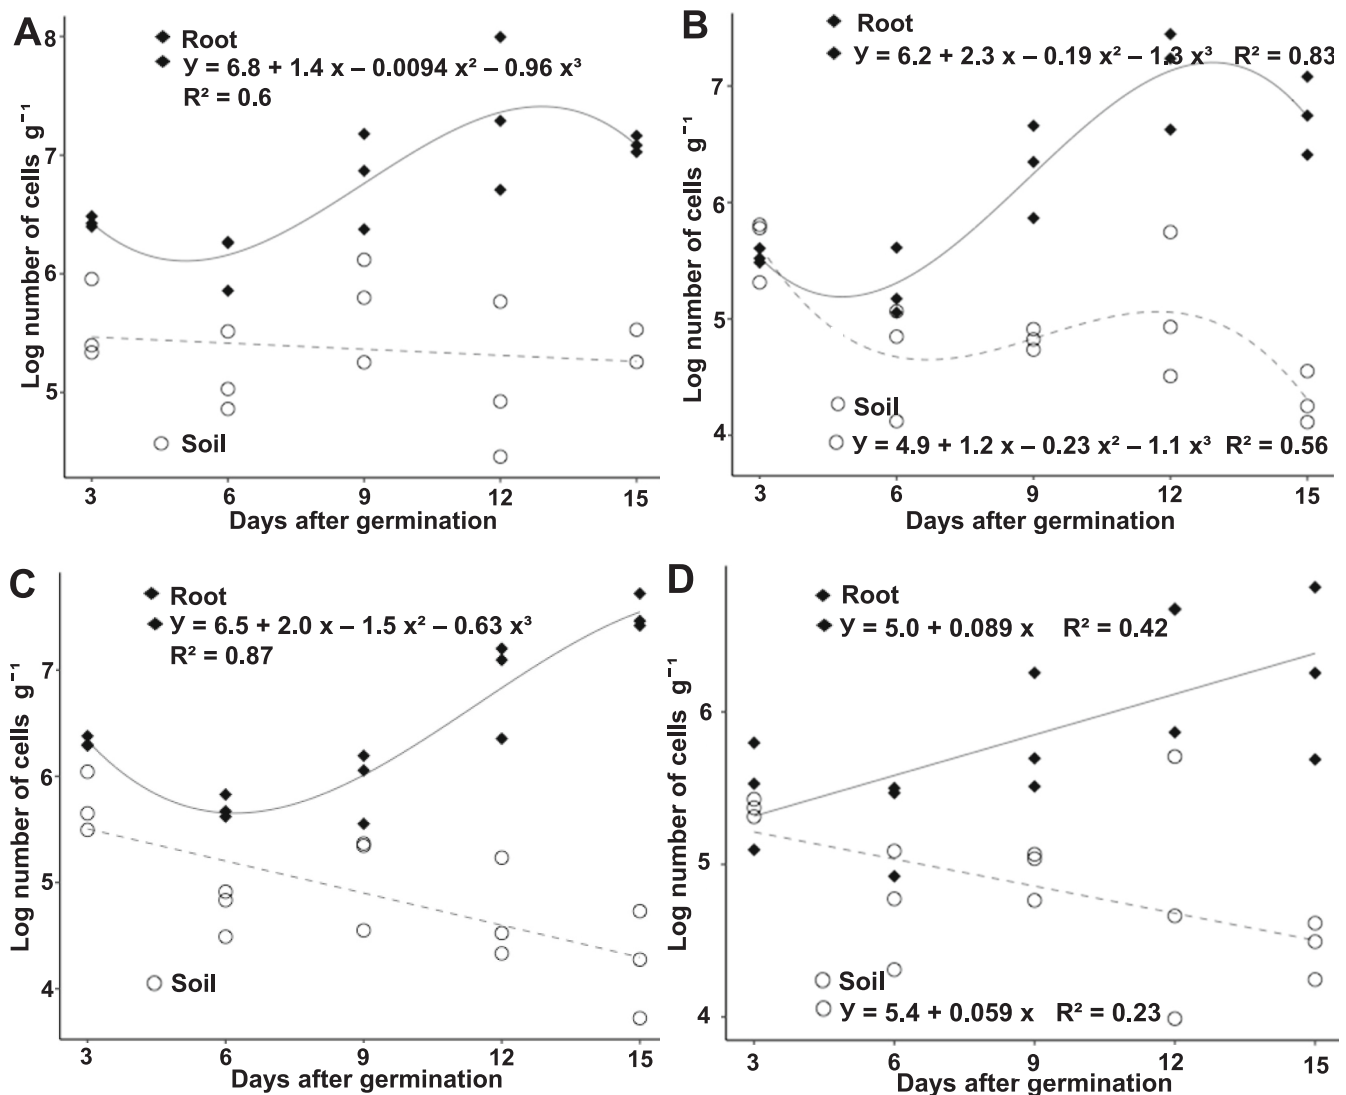 A
Root
y = 6.8 + 1.4 x – 0.0094 x² – 0.96 x³
R² = 0.6
Log number of cells g⁻¹
8
7
6
5
Soil
3 6 9 12 15
Days after germination
B
Root
y = 6.2 + 2.3 x – 0.19 x² – 1.3 x³ R² = 0.83
Log number of cells g⁻¹
7
6
5
4
Soil
y = 4.9 + 1.2 x – 0.23 x² – 1.1 x³ R² = 0.56
3 6 9 12 15
Days after germination
C
Root
y = 6.5 + 2.0 x – 1.5 x² – 0.63 x³
R² = 0.87
Log number of cells g⁻¹
7
6
5
4
Soil
3 6 9 12 15
Days after germination
D
Root
y = 5.0 + 0.089 x R² = 0.42
Log number of cells g⁻¹
6
5
4
Soil
y = 5.4 + 0.059 x R² = 0.23
3 6 9 12 15
Days after germination